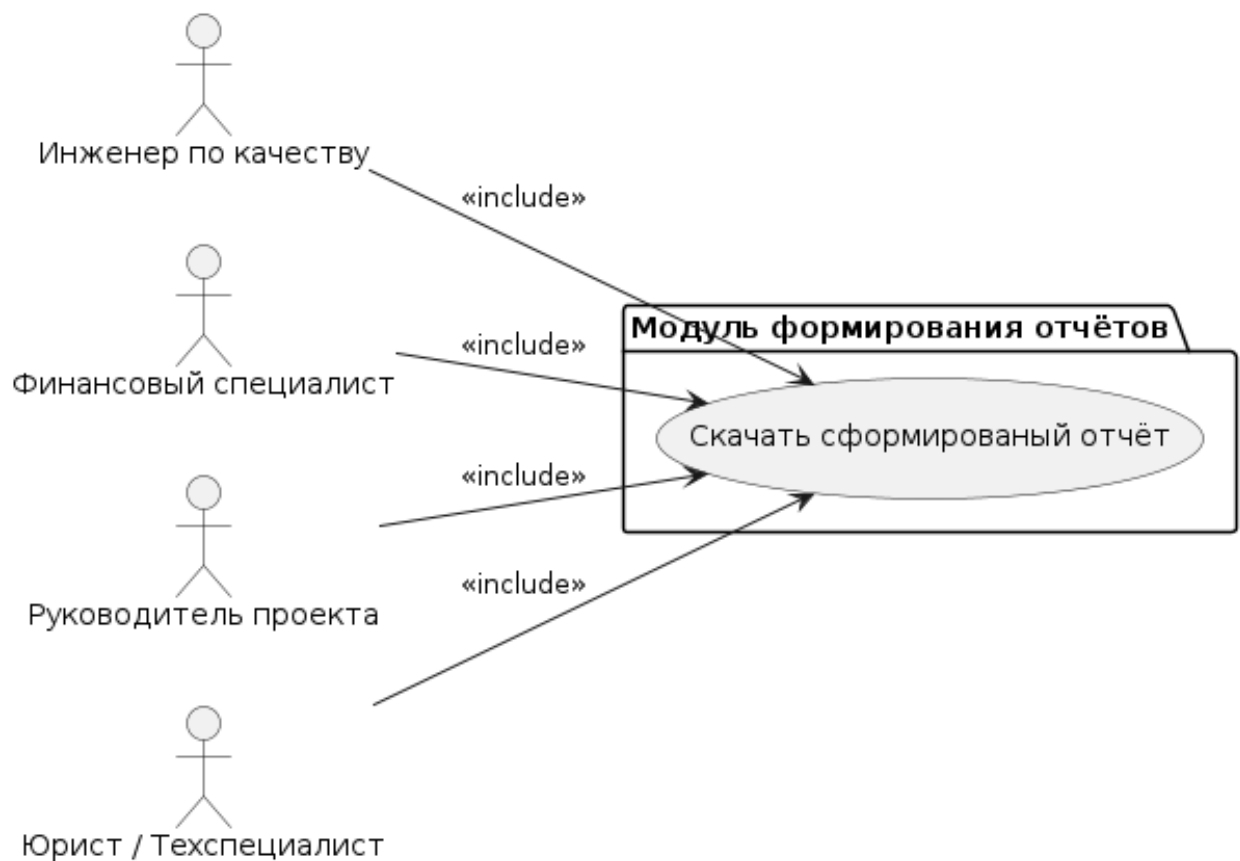 Инженер по качеству
«include»
Финансовый специалист
«include»
Модуль формирования отчётов
Скачать сформированый отчёт
Руководитель проекта
«include»
Юрист / Техспециалист
«include»